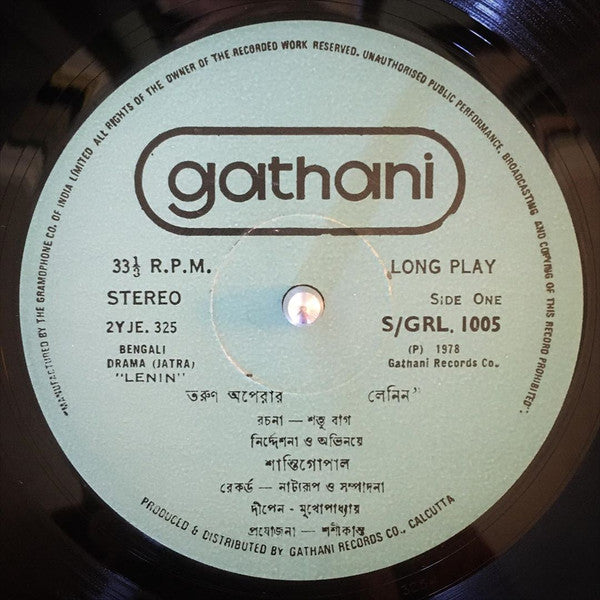 "MANUFACTURED BY THE GRAMOPHONE CO. OF INDIA LIMITED ALL RIGHTS OF THE OWNER OF THE RECORDED WORK RESERVED. UNAUTHORISED PUBLIC PERFORMANCE, BROADCASTING AND COPYING OF THIS RECORD PROHIBITED"
gathani
33⅓ R.P.M. LONG PLAY
STEREO SIDE ONE
2YJE. 325 S/GRL. 1005
BENGALI (P) 1978
DRAMA (JATRA) Gathani Records Co.
"LENIN"
তরুণ অপেরার লেনিন"
রচনা — শম্ভু বাগ
নির্দ্দেশনা ও অভিনয়ে
শান্তিগোপাল
রেকর্ড — নাট্যরূপ ও সম্পাদনা
দীপেন - মুখোপাধ্যায়
প্রযোজনা — শশীকান্ত
PRODUCED & DISTRIBUTED BY GATHANI RECORDS CO., CALCUTTA